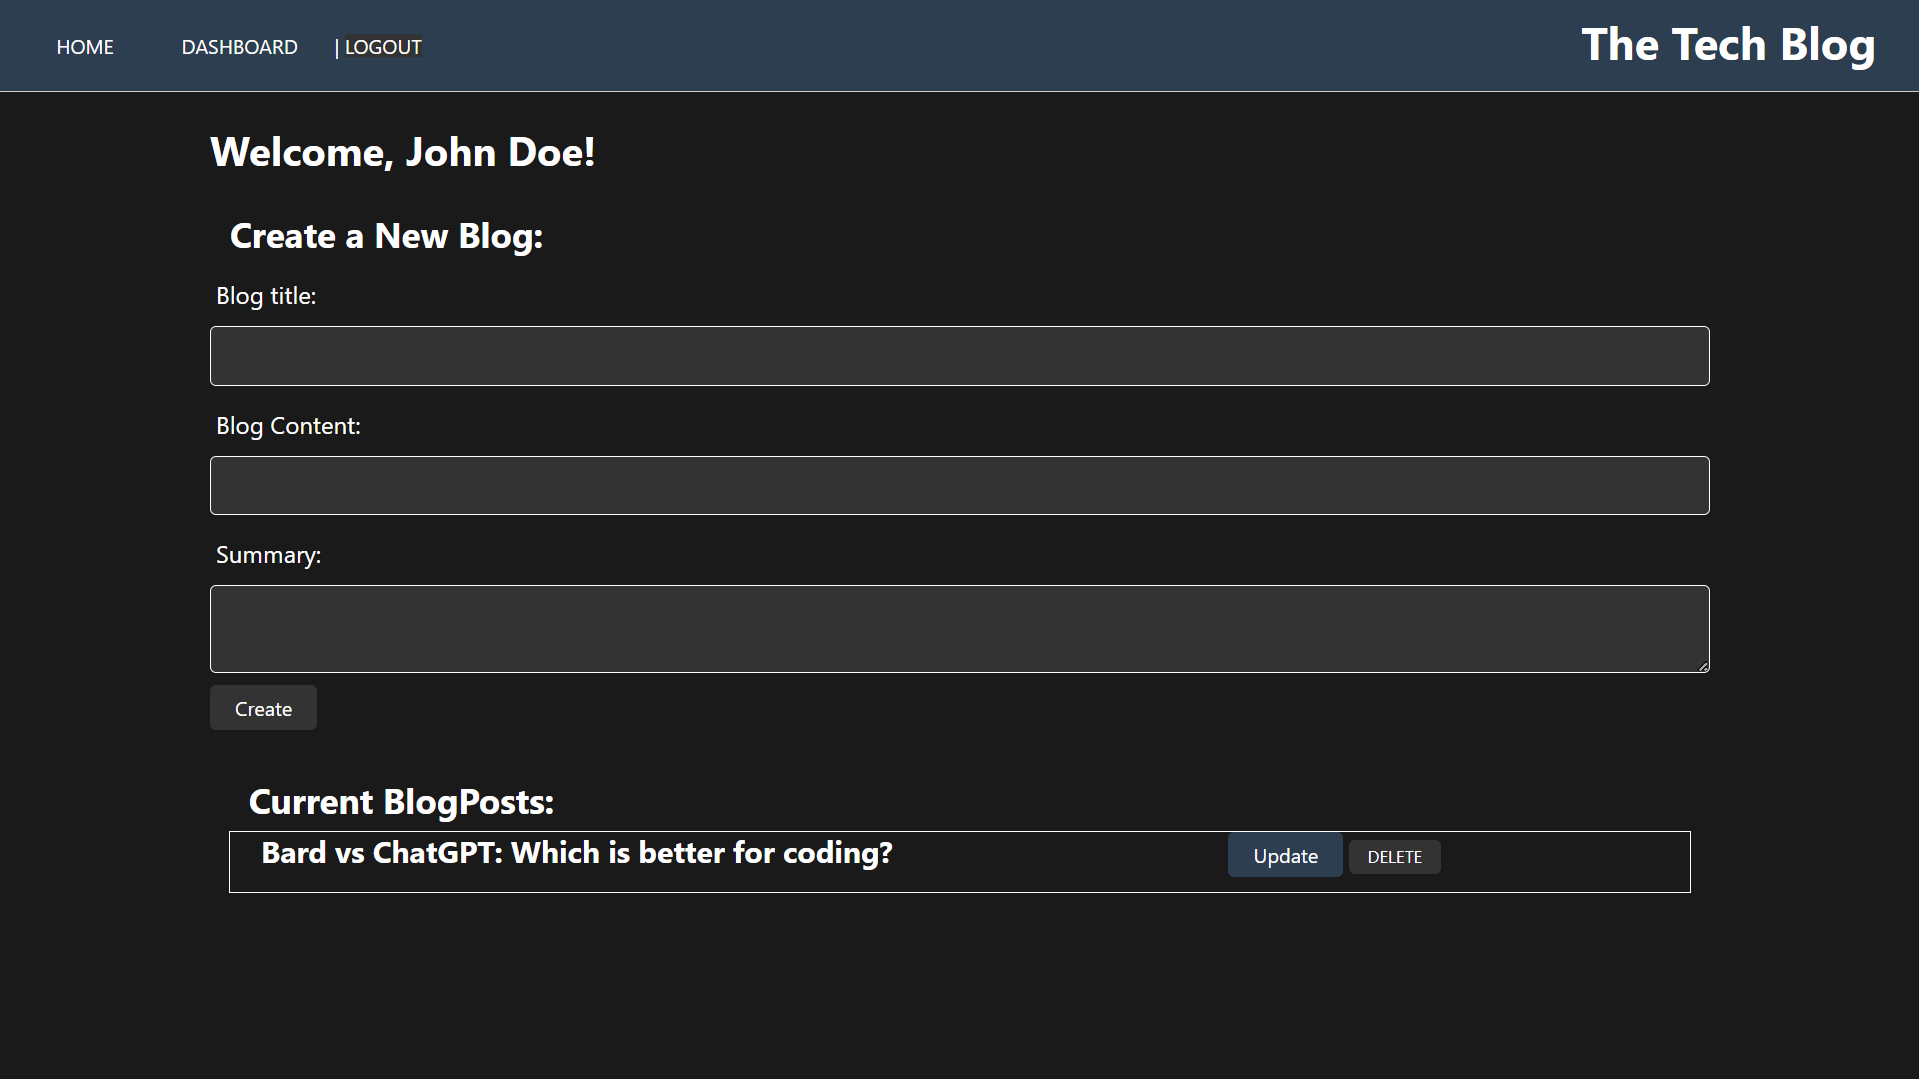 HOME DASHBOARD | LOGOUT The Tech Blog
Welcome, John Doe!
Create a New Blog:
Blog title:
Blog Content:
Summary:
Create
Current BlogPosts:
Bard vs ChatGPT: Which is better for coding? Update DELETE